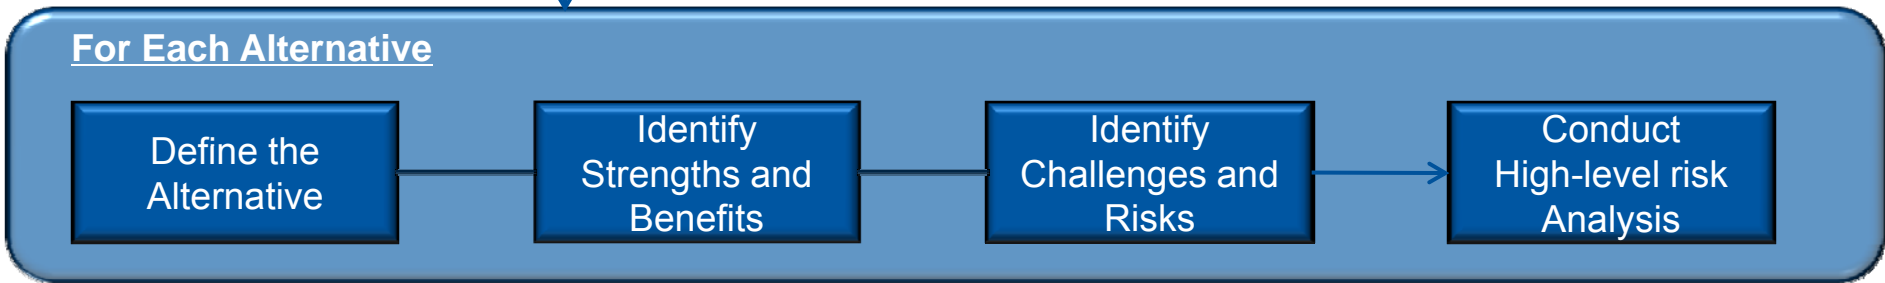 For Each Alternative
Define the
Alternative
Identify
Strengths and
Benefits
Identify
Challenges and
Risks
Conduct
High-level risk
Analysis